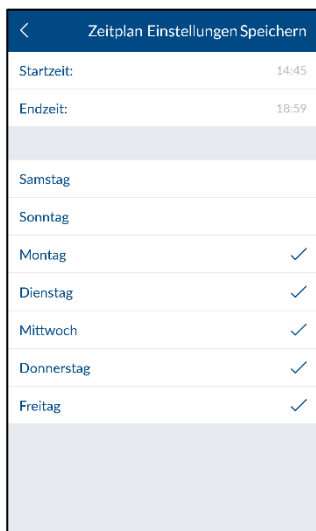 Zeitplan Einstellungen Speichern
Startzeit: 14:45
Endzeit: 18:59
Samstag
Sonntag
Montag
Dienstag
Mittwoch
Donnerstag
Freitag